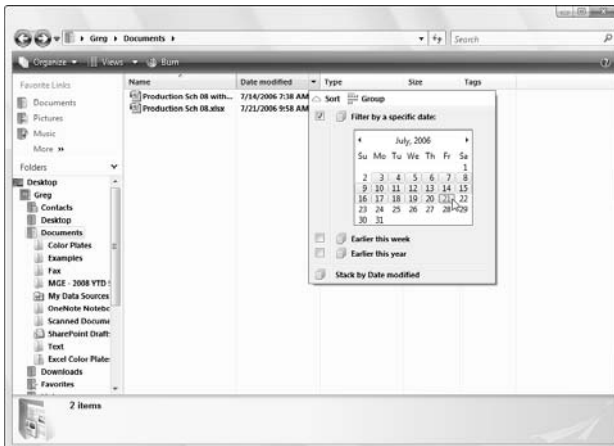 Greg ▸ Documents ▸
Search
Organize Views Burn
Favorite Links
Documents
Pictures
Music
More »
Folders
Desktop
Greg
Contacts
Desktop
Documents
Color Plates
Examples
Fax
MGE - 2008 YTD
My Data Sources
OneNote Notebo
Scanned Docume
SharePoint Draft
Text
Excel Color Plate
Downloads
Favorites
Name Date modified Type Size Tags
Production Sch 08 with... 7/14/2006 7:38 AM
Production Sch 08.xlsx 7/21/2006 9:58 AM
Sort Group
Filter by a specific date:
July, 2006
Su Mo Tu We Th Fr Sa
1
2 3 4 5 6 7 8
9 10 11 12 13 14 15
16 17 18 19 20 21 22
23 24 25 26 27 28 29
30 31
Earlier this week
Earlier this year
Stack by Date modified
2 items